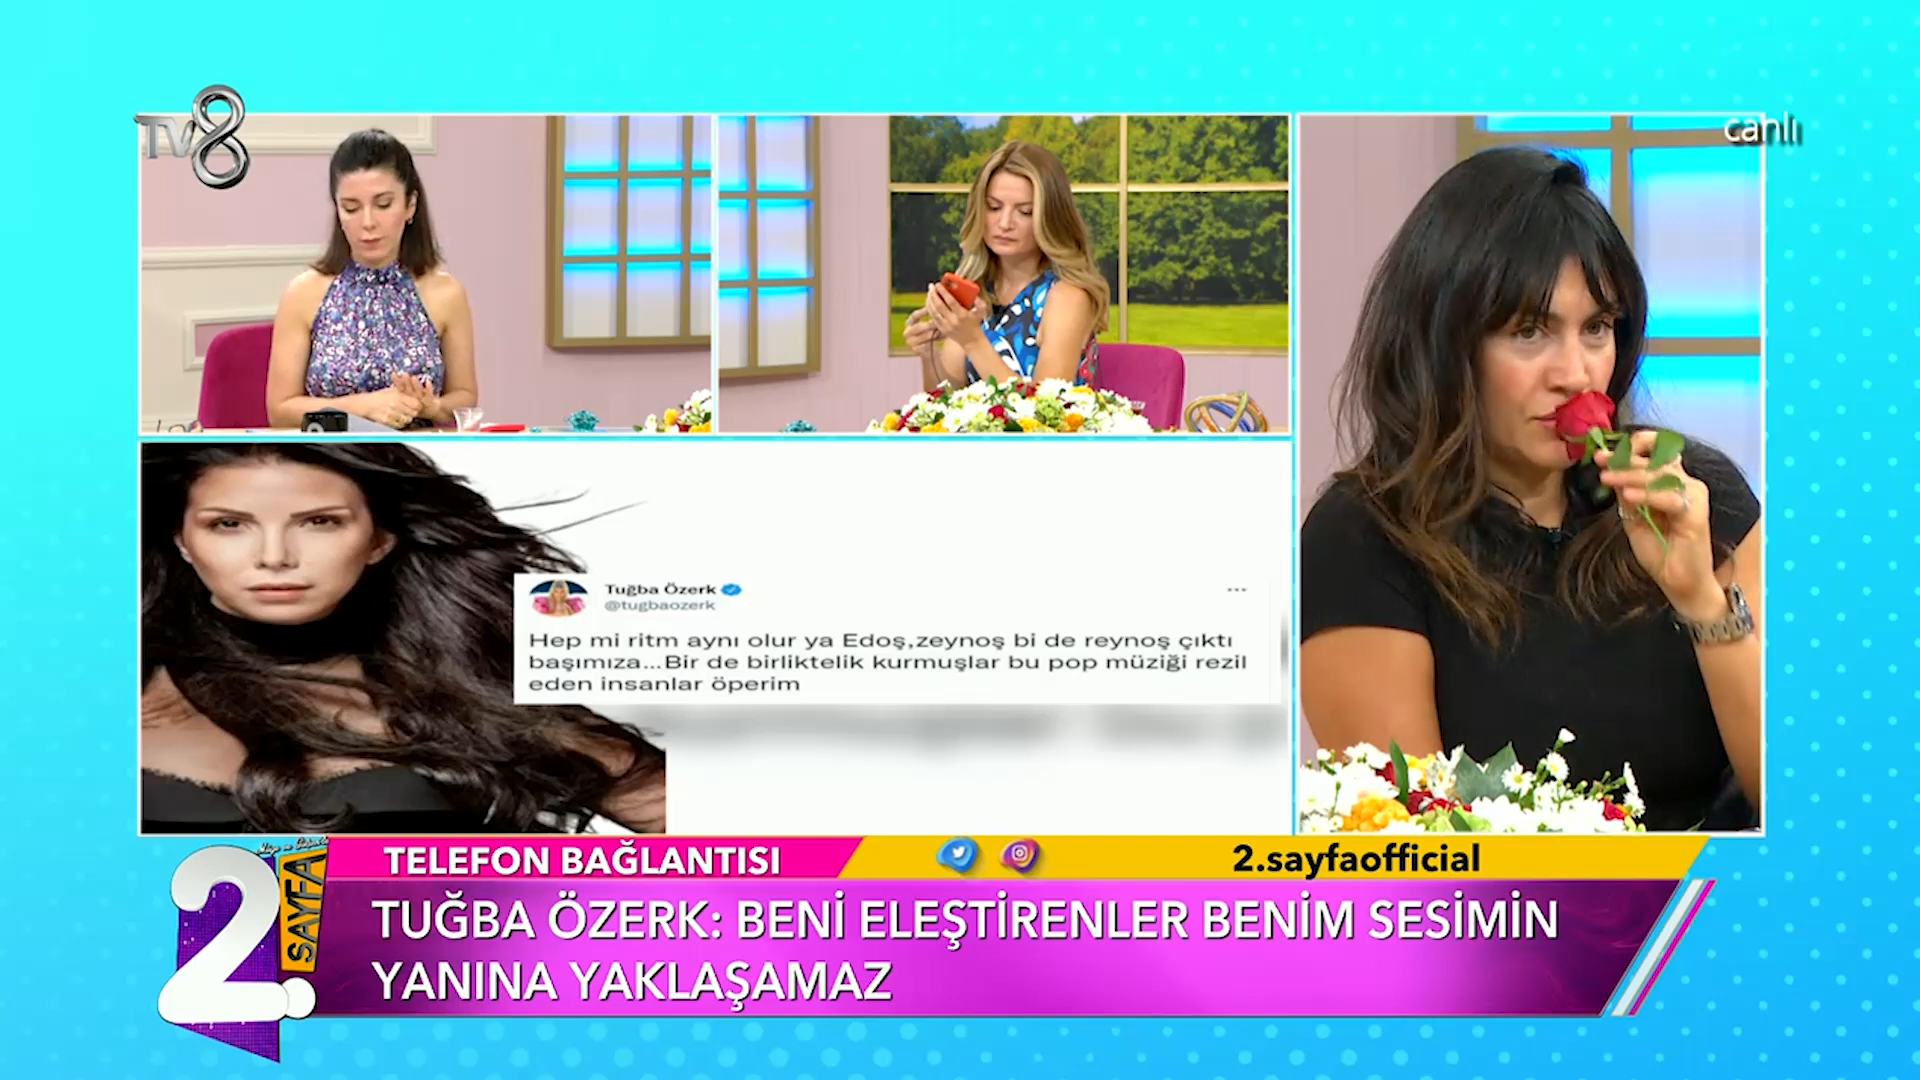 TV8
canlı
Tuğba Özerk
@tugbaozerk
Hep mi ritm aynı olur ya Edoş,zeynoş bi de reynoş çıktı
başımıza...Bir de birliktelik kurmuşlar bu pop müziği rezil
eden insanlar öperim
2.
SAYFA
TELEFON BAĞLANTISI
2.sayfaofficial
TUĞBA ÖZERK: BENİ ELEŞTİRENLER BENİM SESİMİN
YANINA YAKLAŞAMAZ